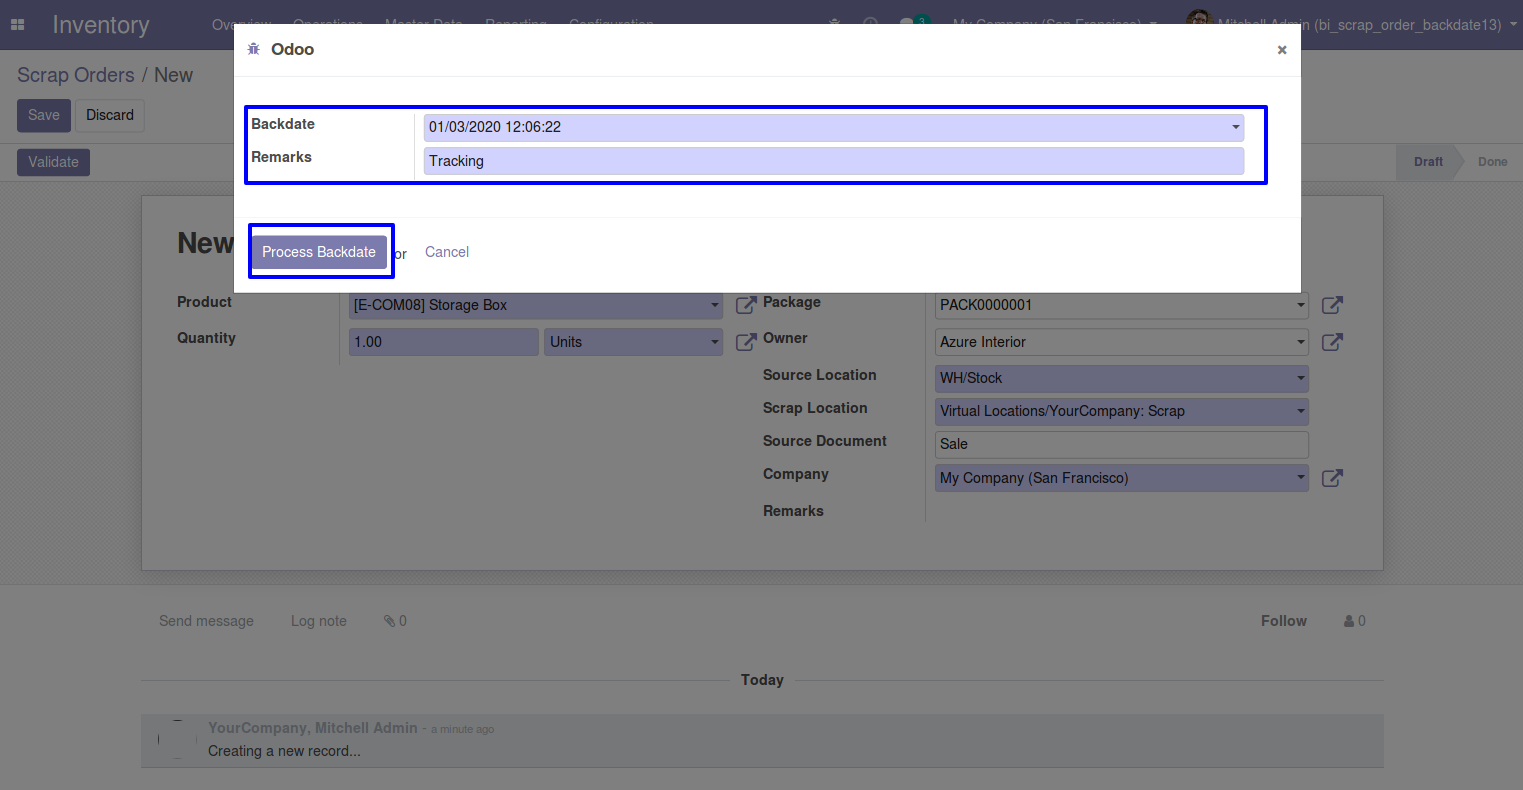 Inventory
Overview Operations Master Data Reporting Configuration 3 My Company (San Francisco) Mitchell Admin (bi_scrap_order_backdate13)
Odoo ×
Scrap Orders / New
Save Discard
Backdate 01/03/2020 12:06:22
Remarks Tracking
Validate
Draft Done
New
Process Backdate or Cancel
Product [E-COM08] Storage Box
Package PACK0000001
Quantity 1.00 Units
Owner Azure Interior
Source Location WH/Stock
Scrap Location Virtual Locations/YourCompany: Scrap
Source Document Sale
Company My Company (San Francisco)
Remarks
Send message Log note 0 Follow 0
Today
YourCompany, Mitchell Admin - a minute ago
Creating a new record...